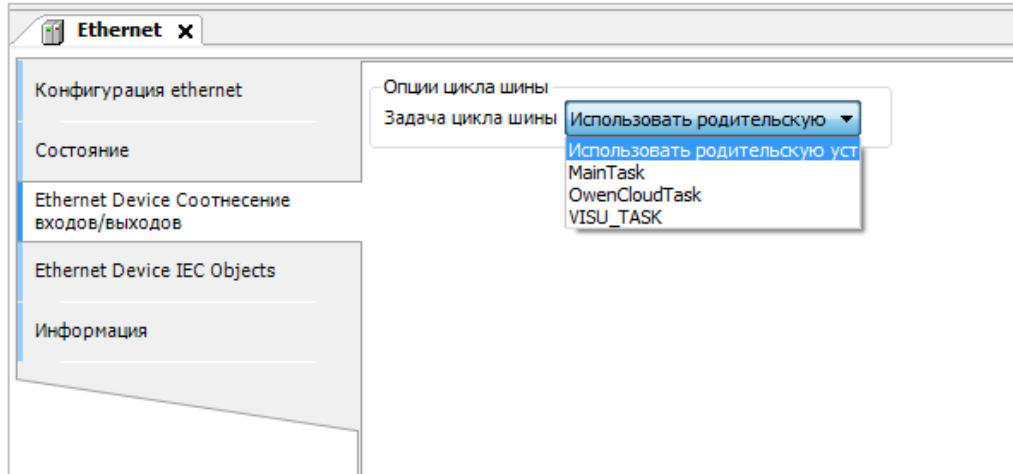 Ethernet
Конфигурация ethernet
Состояние
Ethernet Device Соотнесение
входов/выходов
Ethernet Device IEC Objects
Информация
Опции цикла шины
Задача цикла шины Использовать родительскую
Использовать родительскую уст
MainTask
OwenCloudTask
VISU_TASK